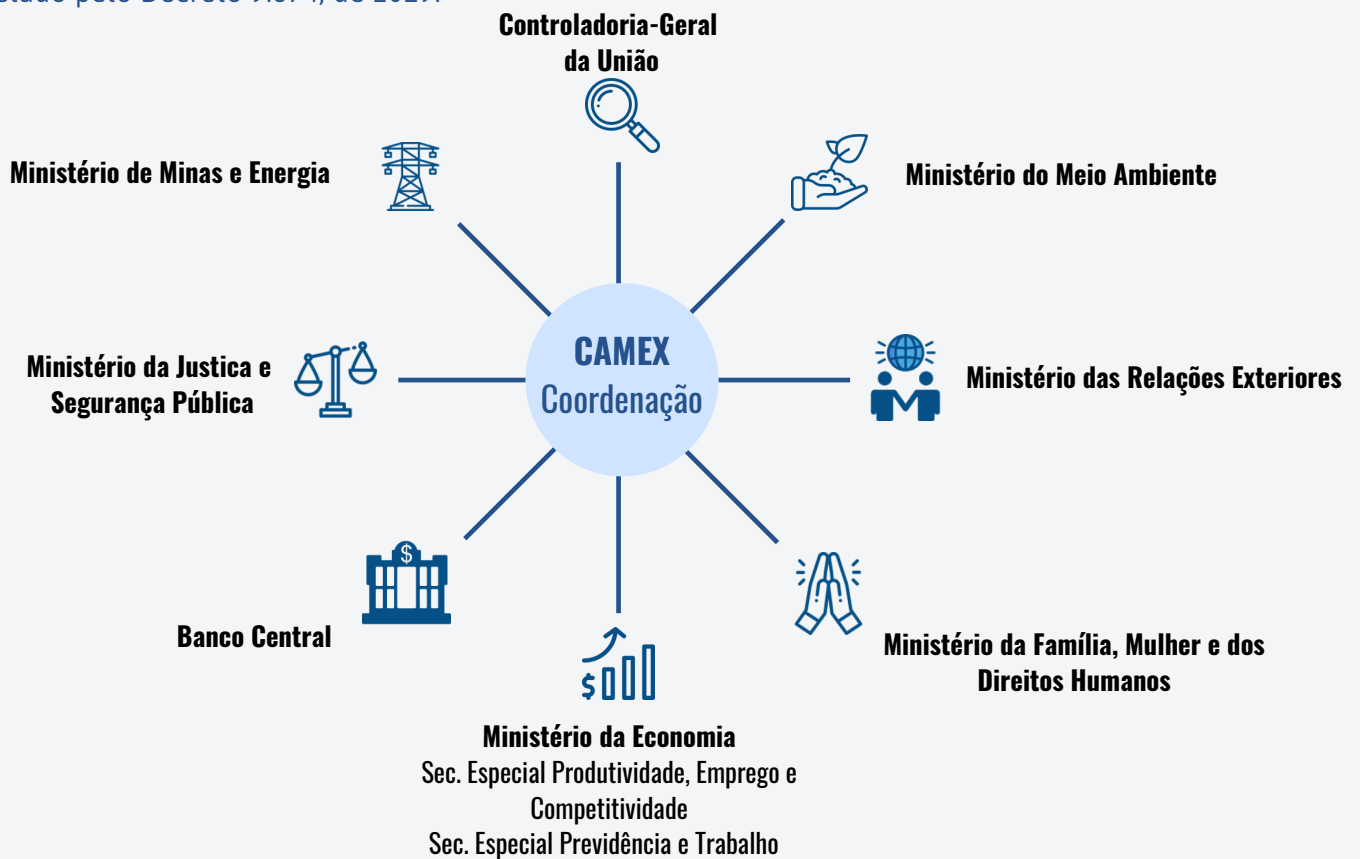 Controladoria-Geral
da União
Ministério de Minas e Energia
Ministério do Meio Ambiente
Ministério da Justica e
Segurança Pública
CAMEX
Coordenação
Ministério das Relações Exteriores
Banco Central
Ministério da Família, Mulher e dos
Direitos Humanos
$
$
Ministério da Economia
Sec. Especial Produtividade, Emprego e
Competitividade
Sec. Especial Previdência e Trabalho